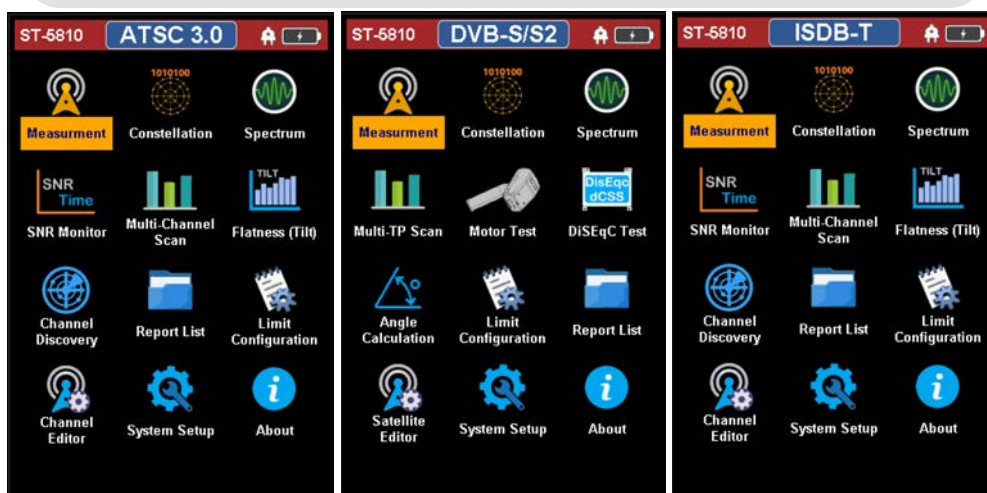 ST-5810 ATSC 3.0
1010100
Measurment Constellation Spectrum
SNR
Time
TILT
SNR Monitor Multi-Channel Scan Flatness (Tilt)
Channel Discovery Report List Limit Configuration
Channel Editor System Setup i About
ST-5810 DVB-S/S2
1010100
Measurment Constellation Spectrum
DisEqc
dCSS
Multi-TP Scan Motor Test DiSEqC Test
Angle Calculation Limit Configuration Report List
Satellite Editor System Setup i About
ST-5810 ISDB-T
1010100
Measurment Constellation Spectrum
SNR
Time
TILT
SNR Monitor Multi-Channel Scan Flatness (Tilt)
Channel Discovery Report List Limit Configuration
Channel Editor System Setup i About